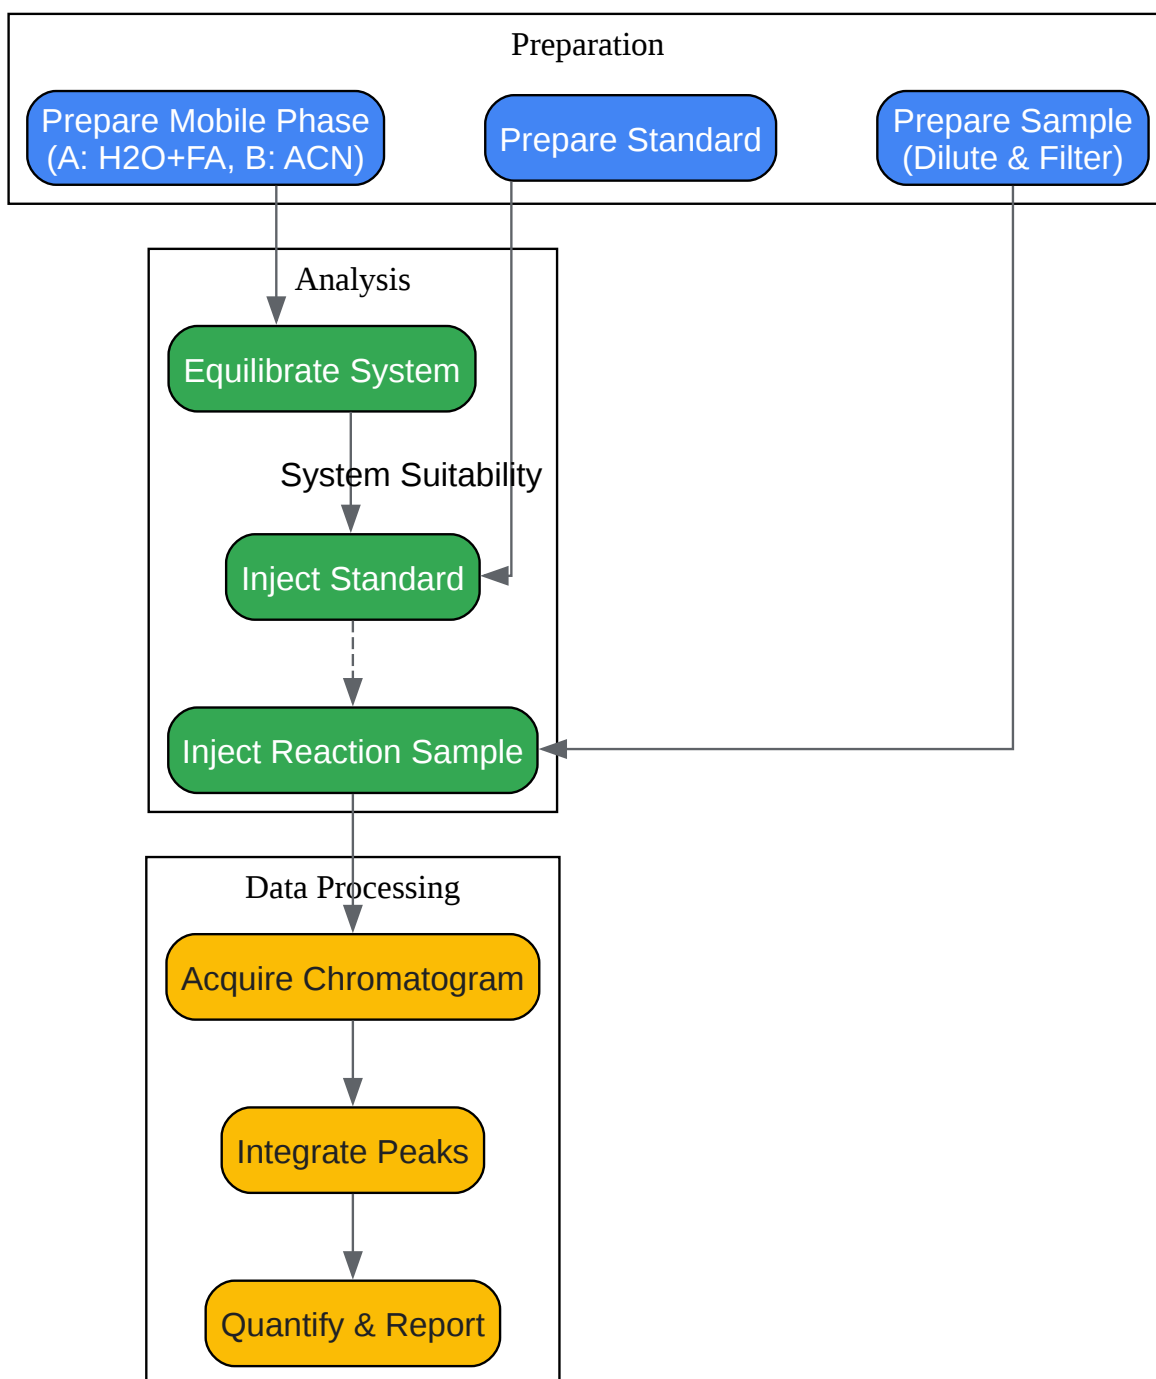 Preparation
Prepare Mobile Phase
(A: H2O+FA, B: ACN)
Prepare Standard
Prepare Sample
(Dilute & Filter)
Analysis
Equilibrate System
System Suitability
Inject Standard
Inject Reaction Sample
Data Processing
Acquire Chromatogram
Integrate Peaks
Quantify & Report